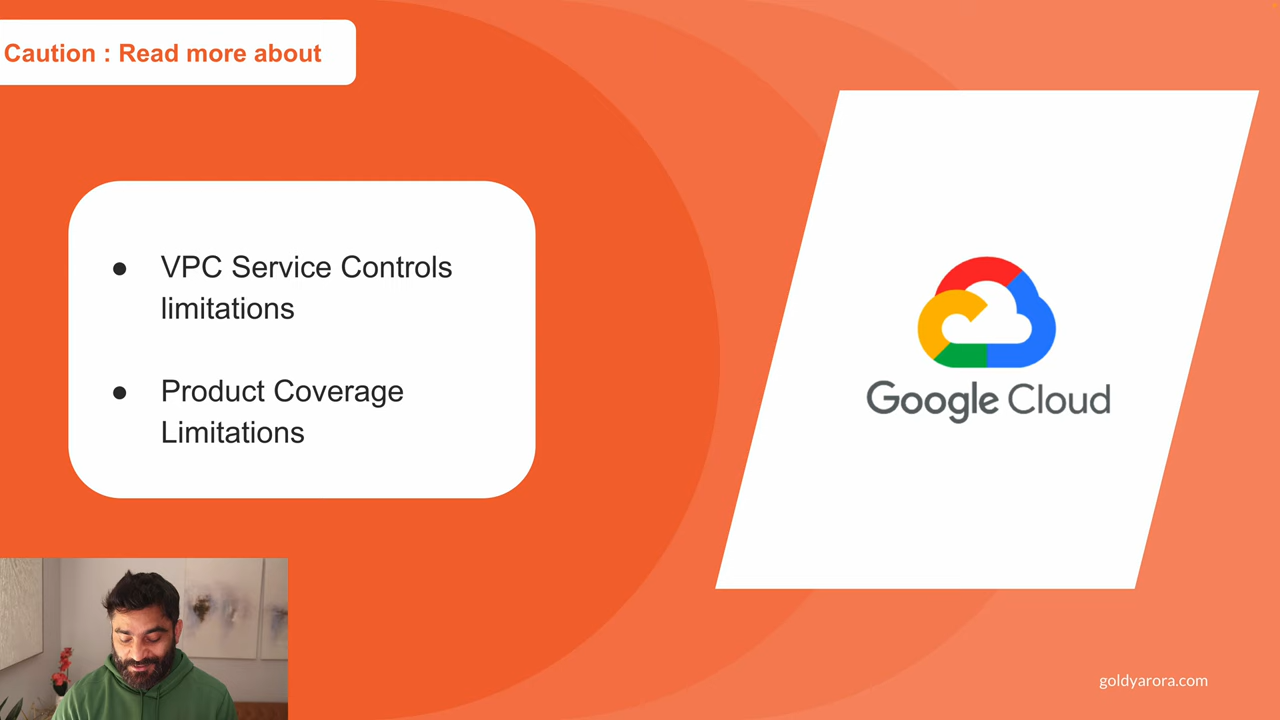 Caution : Read more about
● VPC Service Controls
limitations
● Product Coverage
Limitations
Google Cloud
goldyarora.com